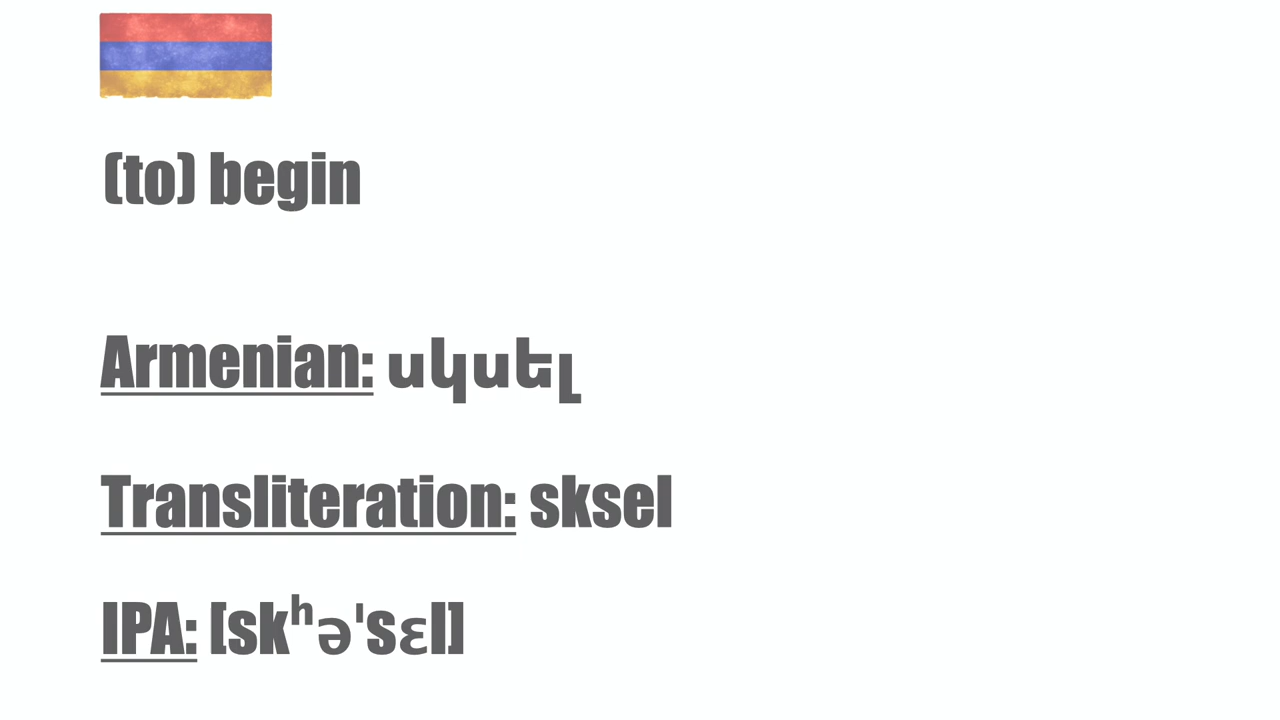 (to) begin
Armenian: սկսել
Transliteration: sksel
IPA: [skʰəˈsɛl]